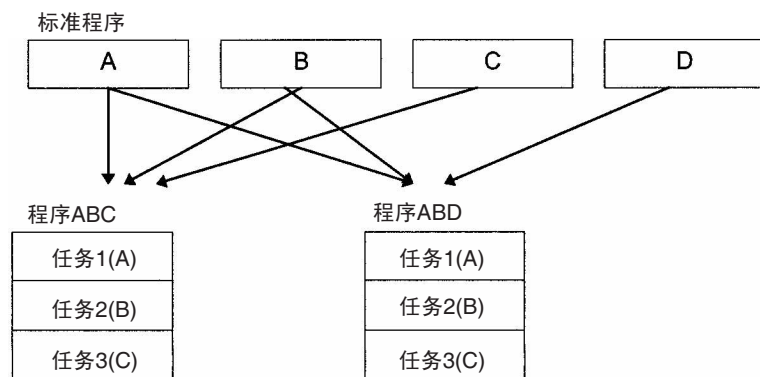 标准程序
A B C D
程序ABC 程序ABD
任务1(A) 任务1(A)
任务2(B) 任务2(B)
任务3(C) 任务3(C)